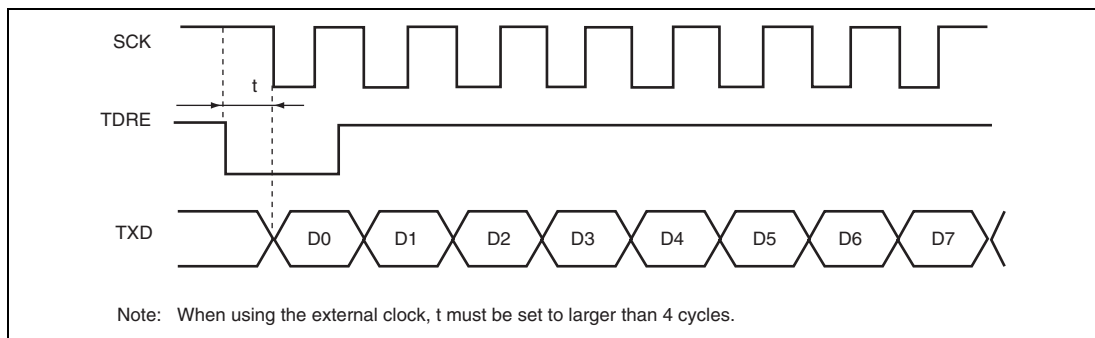 SCK
t
TDRE
TXD D0 D1 D2 D3 D4 D5 D6 D7
Note: When using the external clock, t must be set to larger than 4 cycles.